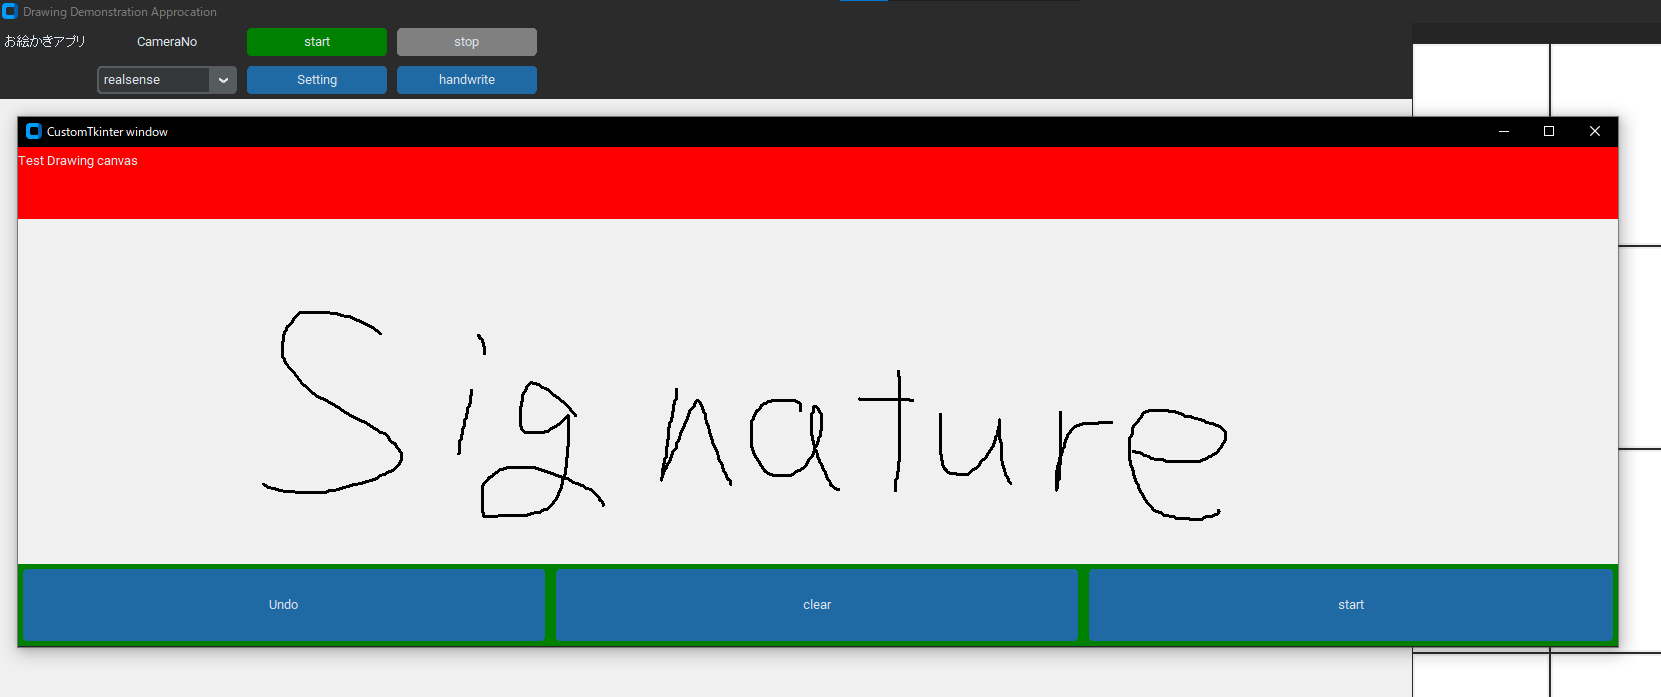 Drawing Demonstration Approcation
お絵かきアプリ CameraNo start stop
realsense Setting handwrite
CustomTkinter window
Test Drawing canvas
Signature
Undo clear start